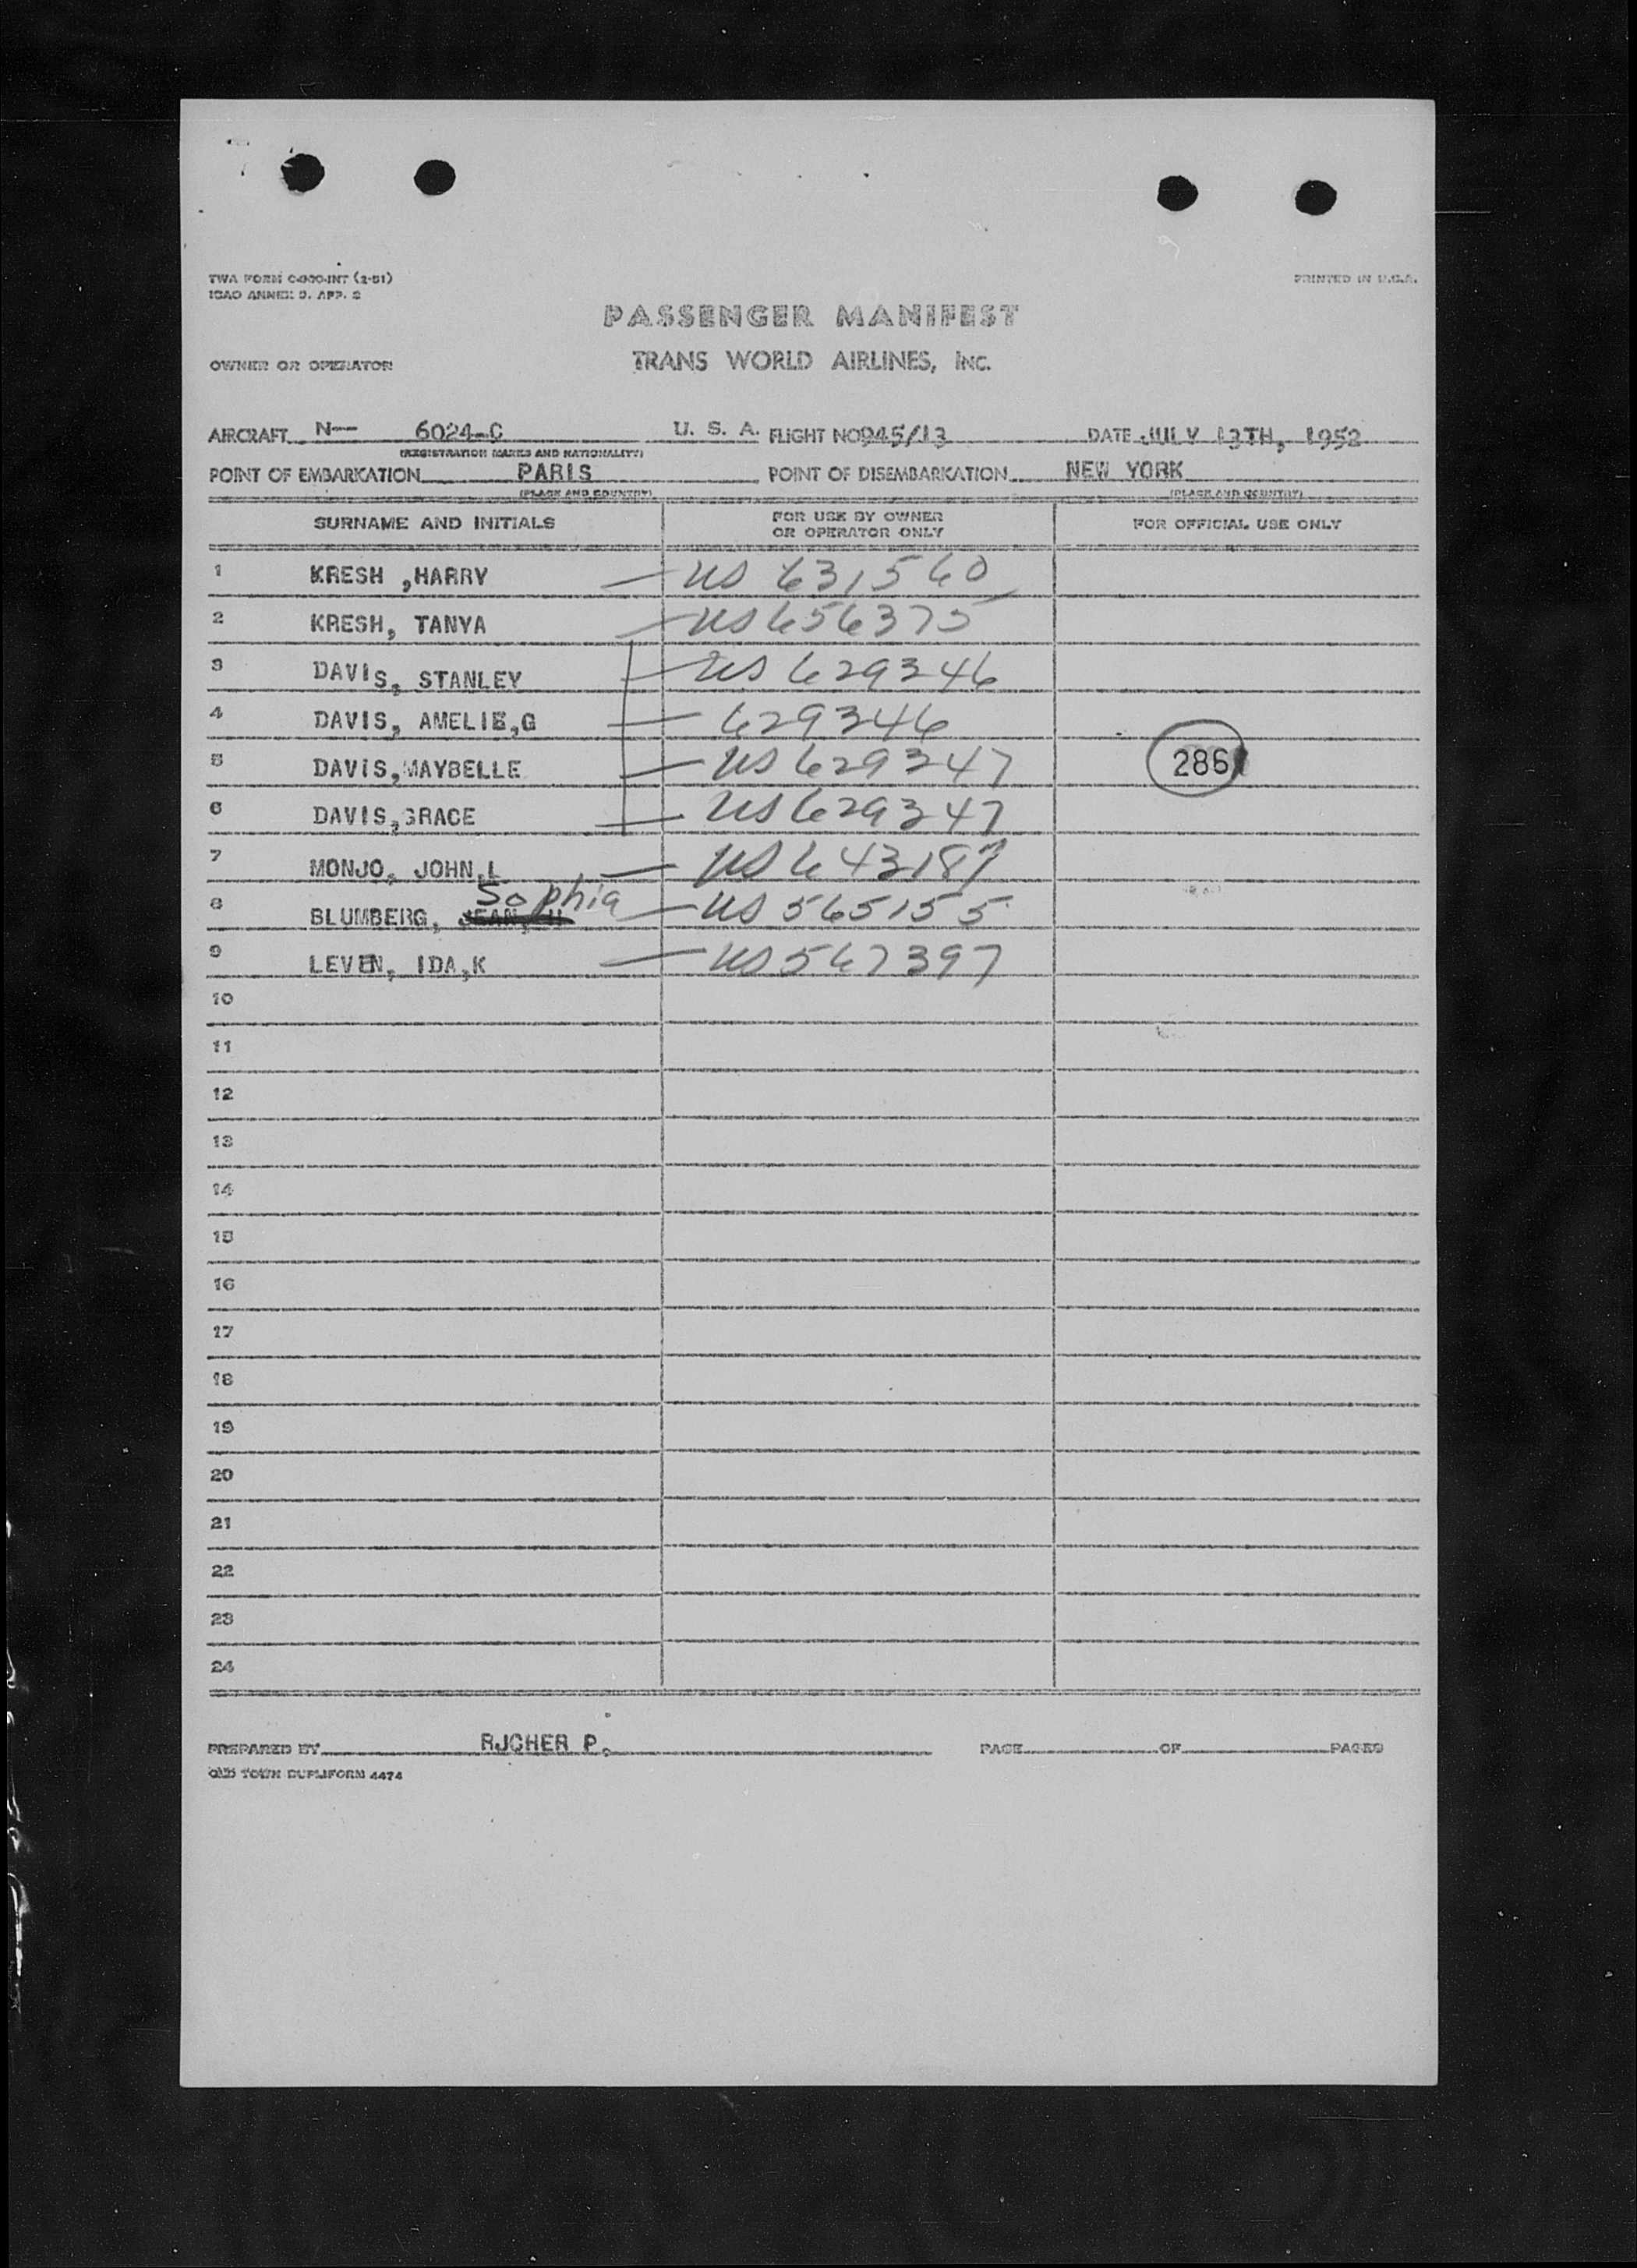 PRINTED IN U.S.A.
ICAO ANNEX 9. APP. 2
PASSENGER MANIFEST
OWNER OR OPERATOR TRANS WORLD AIRLINES, INC.
AIRCRAFT N— 6024-C U. S. A. FLIGHT NO 945/13 DATE JULY 13TH, 1952
(REGISTRATION MARKS AND NATIONALITY)
POINT OF EMBARKATION PARIS POINT OF DISEMBARKATION NEW YORK
(PLACE AND COUNTRY) (PLACE AND COUNTRY)
SURNAME AND INITIALS FOR USE BY OWNER OR OPERATOR ONLY FOR OFFICIAL USE ONLY
1 KRESH ,HARRY — US 631560
2 KRESH, TANYA — US 656375
3 DAVIS, STANLEY — US 629346
4 DAVIS, AMELIE,G — 629346
5 DAVIS,MAYBELLE — US 629347 286
6 DAVIS,GRACE — US 629347
7 MONJO, JOHN,L — US 643187
Sophia
8 BLUMBERG, — US 565155
9 LEVIN, IDA,K — US 567397
10
11
12
13
14
15
16
17
18
19
20
21
22
23
24
PREPARED BY RJCHER P. PAGE OF PAGES
OLD TOWN DUPLIFORM 4474